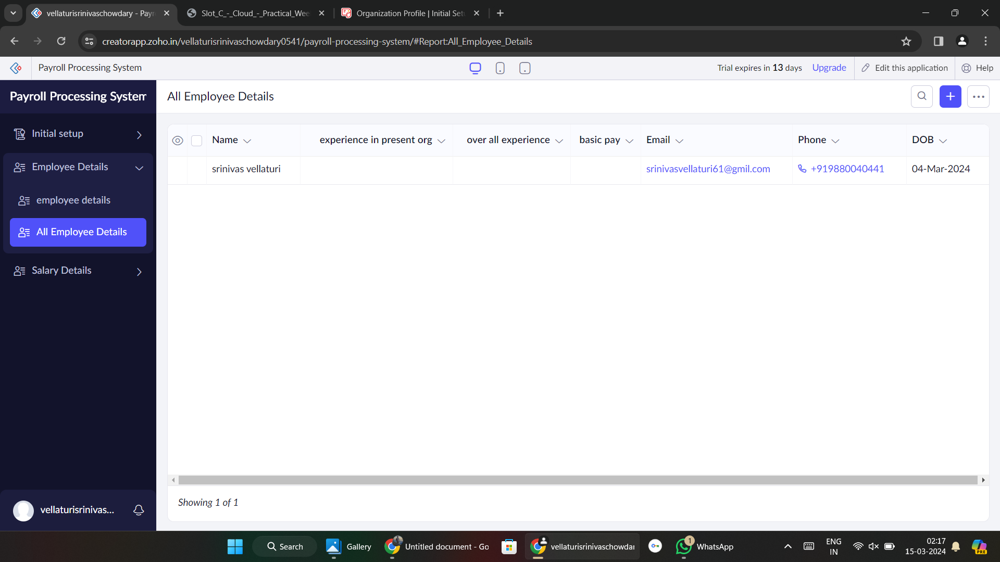 vellaturisrinivaschowdary - Payr
Slot_C_-_Cloud_-_Practical_Wee
Organization Profile | Initial Set
creatorapp.zoho.in/vellaturisrinivaschowdary0541/payroll-processing-system/#Report:All_Employee_Details
Payroll Processing System
Trial expires in 13 days
Upgrade
Edit this application
Help
Payroll Processing System
All Employee Details
Initial setup
Employee Details
employee details
All Employee Details
Salary Details
Name
experience in present org
over all experience
basic pay
Email
Phone
DOB
srinivas vellaturi
srinivasvellaturi61@gmil.com
+919880040441
04-Mar-2024
Showing 1 of 1
vellaturisrinivas...
Search
Gallery
Untitled document - Go
vellaturisrinivaschowdar
1
WhatsApp
ENG
IN
02:17
15-03-2024
PRE